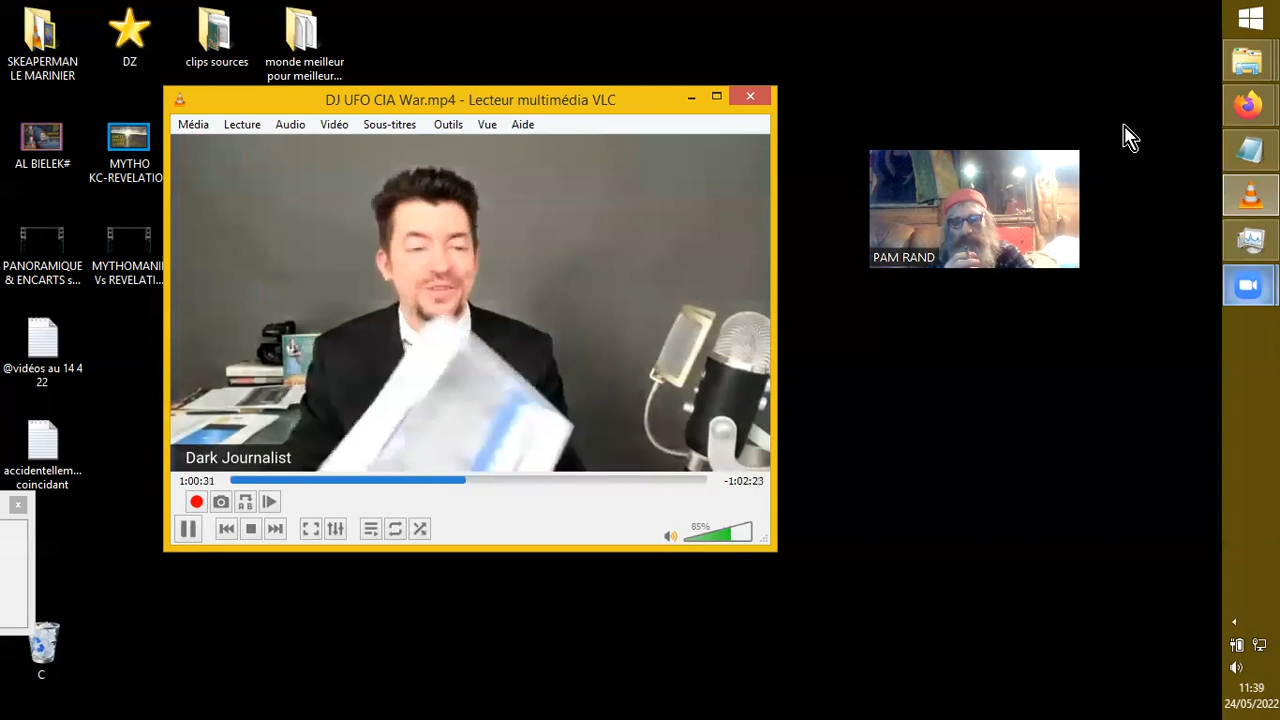 SKEAPERMAN
LE MARINIER
DZ
clips sources
monde meilleur
pour meilleur...
AL BIELEK#
MYTHO
KC-REVELATIO
PANORAMIQUE
& ENCARTS s...
MYTHOMANI
Vs REVELATI
@vidéos au 14 4
22
accidentellem...
coincidant
C
DJ UFO CIA War.mp4 - Lecteur multimédia VLC
Média Lecture Audio Vidéo Sous-titres Outils Vue Aide
Dark Journalist
1:00:31
-1:02:23
85%
PAM RAND
11:39
24/05/2022